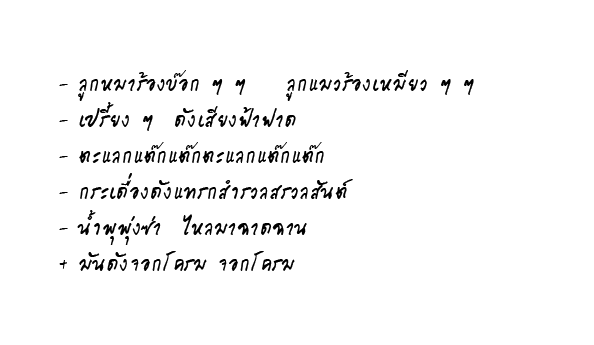 - ลูกหมาร้องบ๊อก ๆ ๆ ลูกแมวร้องเหมียว ๆ ๆ
- เปรี้ยง ๆ ดังเสียงฟ้าฟาด
- ตะแลกแต๊กแต๊กตะแลกแต๊กแต๊ก
- กระเดื่องดังแทรกสำรวลสรวลสันต์
- น้ำพุพุ่งซ่า ไหลมาฉาดฉาน
+ มันดังจอกโครม จอกโครม